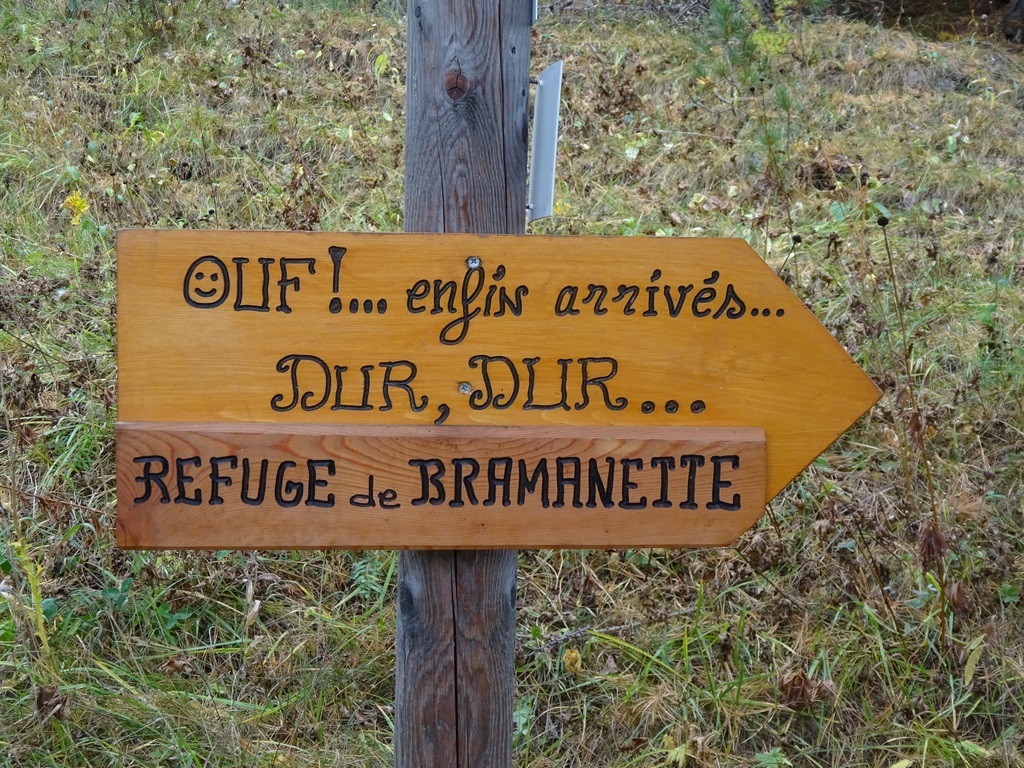 OUF !... enfin arrivés...
DUR, DUR...
REFUGE de BRAMANETTE